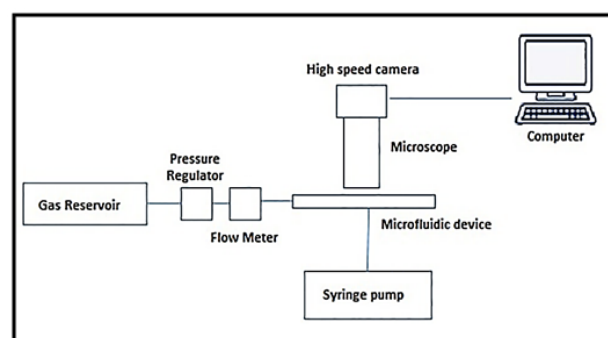 High speed camera
Computer
Microscope
Pressure
Regulator
Gas Reservoir
Flow Meter
Microfluidic device
Syringe pump